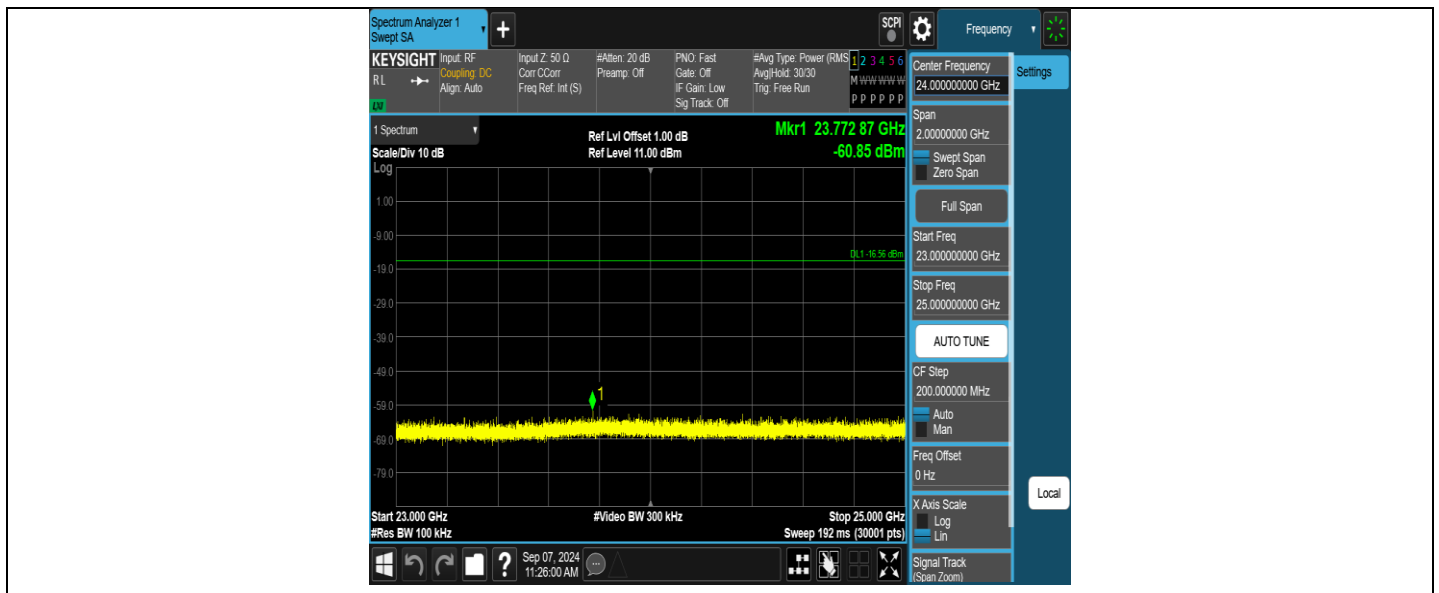 Spectrum Analyzer 1
Swept SA
+
SCPI
Frequency
KEYSIGHT
RL
LXI
Input: RF
Coupling: DC
Align: Auto
Input Z: 50 Ω
Corr CCorr
Freq Ref: Int (S)
#Atten: 20 dB
Preamp: Off
PNO: Fast
Gate: Off
IF Gain: Low
Sig Track: Off
#Avg Type: Power (RMS
Avg|Hold: 30/30
Trig: Free Run
1 2 3 4 5 6
M W W W W W
P P P P P P
1 Spectrum
Scale/Div 10 dB
Ref Lvl Offset 1.00 dB
Ref Level 11.00 dBm
Mkr1 23.772 87 GHz
-60.85 dBm
Log
1.00
-9.00
DL1 -16.56 dBm
-19.0
-29.0
-39.0
-49.0
1
-59.0
-69.0
-79.0
Start 23.000 GHz
#Video BW 300 kHz
Stop 25.000 GHz
#Res BW 100 kHz
Sweep 192 ms (30001 pts)
?
Sep 07, 2024
11:26:00 AM
Center Frequency
24.000000000 GHz
Settings
Span
2.00000000 GHz
Swept Span
Zero Span
Full Span
Start Freq
23.000000000 GHz
Stop Freq
25.000000000 GHz
AUTO TUNE
CF Step
200.000000 MHz
Auto
Man
Freq Offset
0 Hz
X Axis Scale
Log
Lin
Local
Signal Track
(Span Zoom)